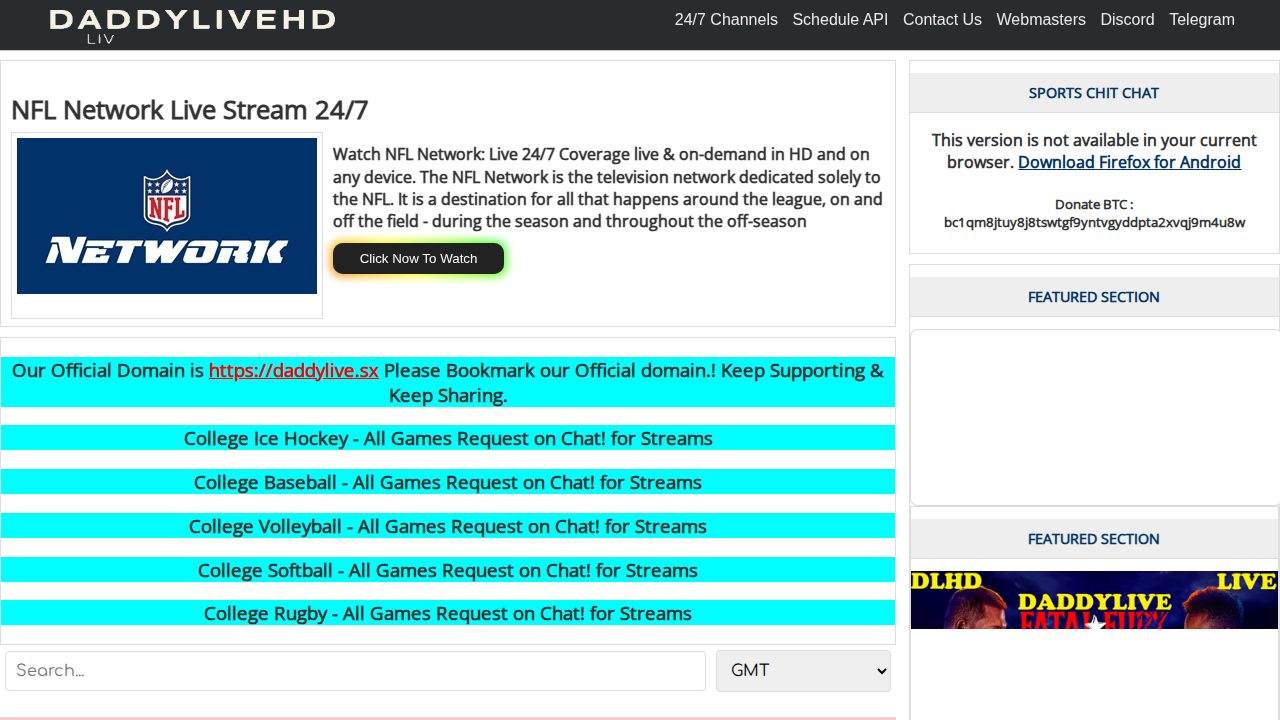 DADDYLIVEHD
LIV
24/7 Channels Schedule API Contact Us Webmasters Discord Telegram
NFL Network Live Stream 24/7
NFL
NETWORK
Watch NFL Network: Live 24/7 Coverage live & on-demand in HD and on
any device. The NFL Network is the television network dedicated solely to
the NFL. It is a destination for all that happens around the league, on and
off the field - during the season and throughout the off-season
Click Now To Watch
Our Official Domain is https://daddylive.sx Please Bookmark our Official domain.! Keep Supporting &
Keep Sharing.
College Ice Hockey - All Games Request on Chat! for Streams
College Baseball - All Games Request on Chat! for Streams
College Volleyball - All Games Request on Chat! for Streams
College Softball - All Games Request on Chat! for Streams
College Rugby - All Games Request on Chat! for Streams
Search...
GMT
SPORTS CHIT CHAT
This version is not available in your current
browser. Download Firefox for Android
Donate BTC :
bc1qm8jtuy8j8tswtgf9yntvgyddpta2xvqj9m4u8w
FEATURED SECTION
FEATURED SECTION
DLHD
LIVE
DADDYLIVE
FATAL FURY